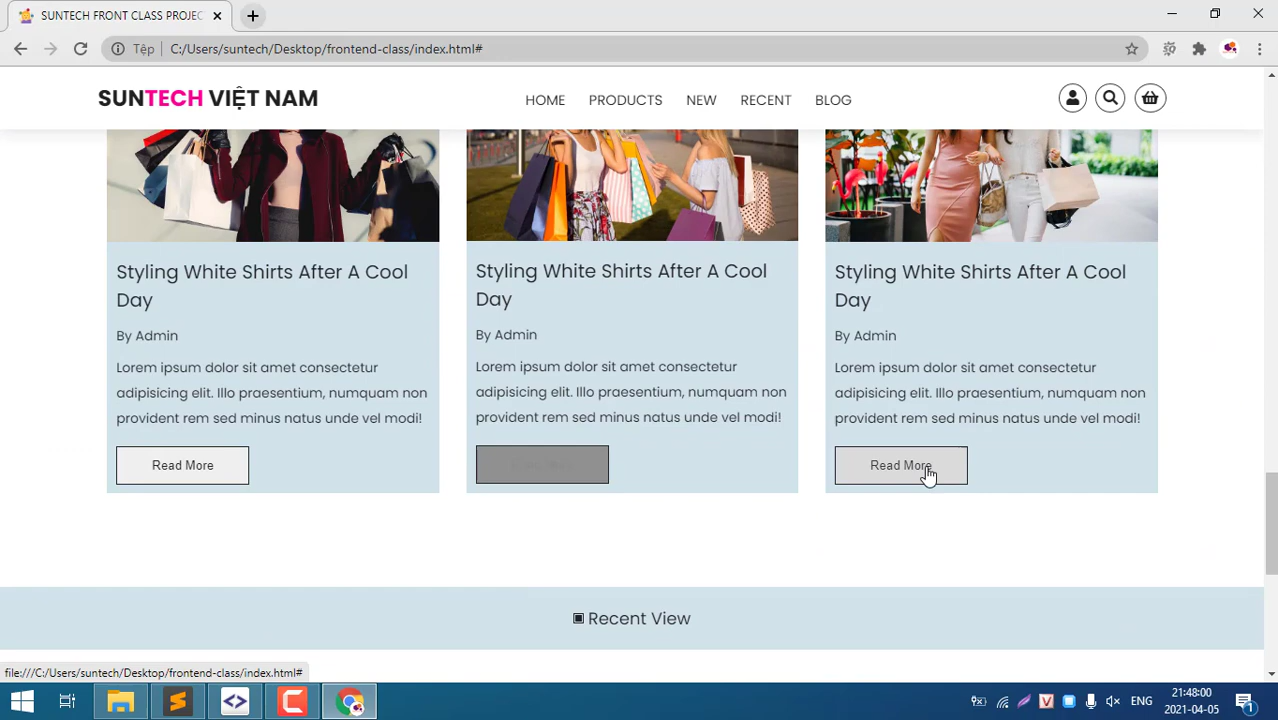 SUNTECH FRONT CLASS PROJEC
Tệp C:/Users/suntech/Desktop/frontend-class/index.html#
SUNTECH VIỆT NAM
HOME PRODUCTS NEW RECENT BLOG
Styling White Shirts After A Cool
Day
By Admin
Lorem ipsum dolor sit amet consectetur
adipisicing elit. Illo praesentium, numquam non
provident rem sed minus natus unde vel modi!
Read More
Styling White Shirts After A Cool
Day
By Admin
Lorem ipsum dolor sit amet consectetur
adipisicing elit. Illo praesentium, numquam non
provident rem sed minus natus unde vel modi!
Styling White Shirts After A Cool
Day
By Admin
Lorem ipsum dolor sit amet consectetur
adipisicing elit. Illo praesentium, numquam non
provident rem sed minus natus unde vel modi!
Read More
Recent View
file:///C:/Users/suntech/Desktop/frontend-class/index.html#
ENG
21:48:00
2021-04-05